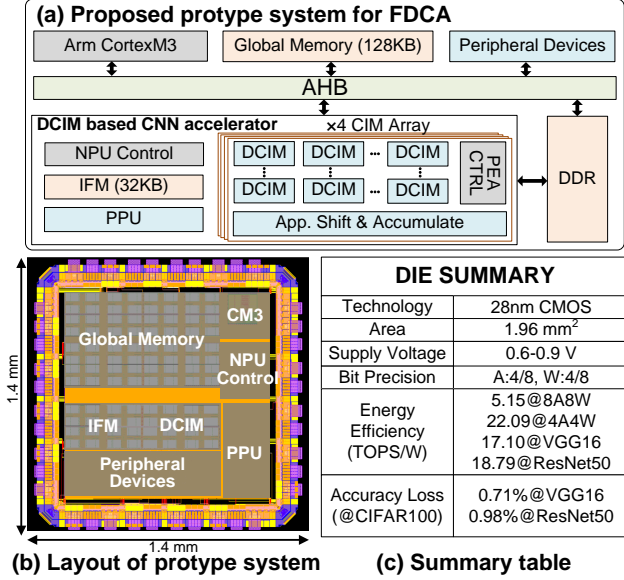 (a) Proposed protype system for FDCA
Arm CortexM3
Global Memory (128KB)
Peripheral Devices
AHB
DCIM based CNN accelerator
×4 CIM Array
NPU Control
IFM (32KB)
PPU
DCIM
DCIM
...
DCIM
DCIM
DCIM
...
DCIM
PEA
CTRL
App. Shift & Accumulate
DDR
1.4 mm
Global Memory
CM3
NPU
Control
IFM
DCIM
PPU
Peripheral
Devices
1.4 mm
(b) Layout of protype system
DIE SUMMARY
Technology 28nm CMOS
Area 1.96 mm²
Supply Voltage 0.6-0.9 V
Bit Precision A:4/8, W:4/8
Energy
Efficiency
(TOPS/W)
5.15@8A8W
22.09@4A4W
17.10@VGG16
18.79@ResNet50
Accuracy Loss
(@CIFAR100)
0.71%@VGG16
0.98%@ResNet50
(c) Summary table